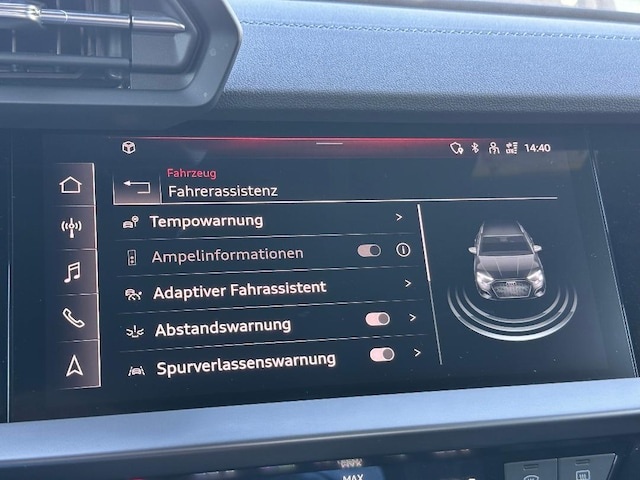 14:40
Fahrzeug
Fahrerassistenz
Tempowarnung
Ampelinformationen
Adaptiver Fahrassistent
Abstandswarnung
Spurverlassenswarnung
MAX